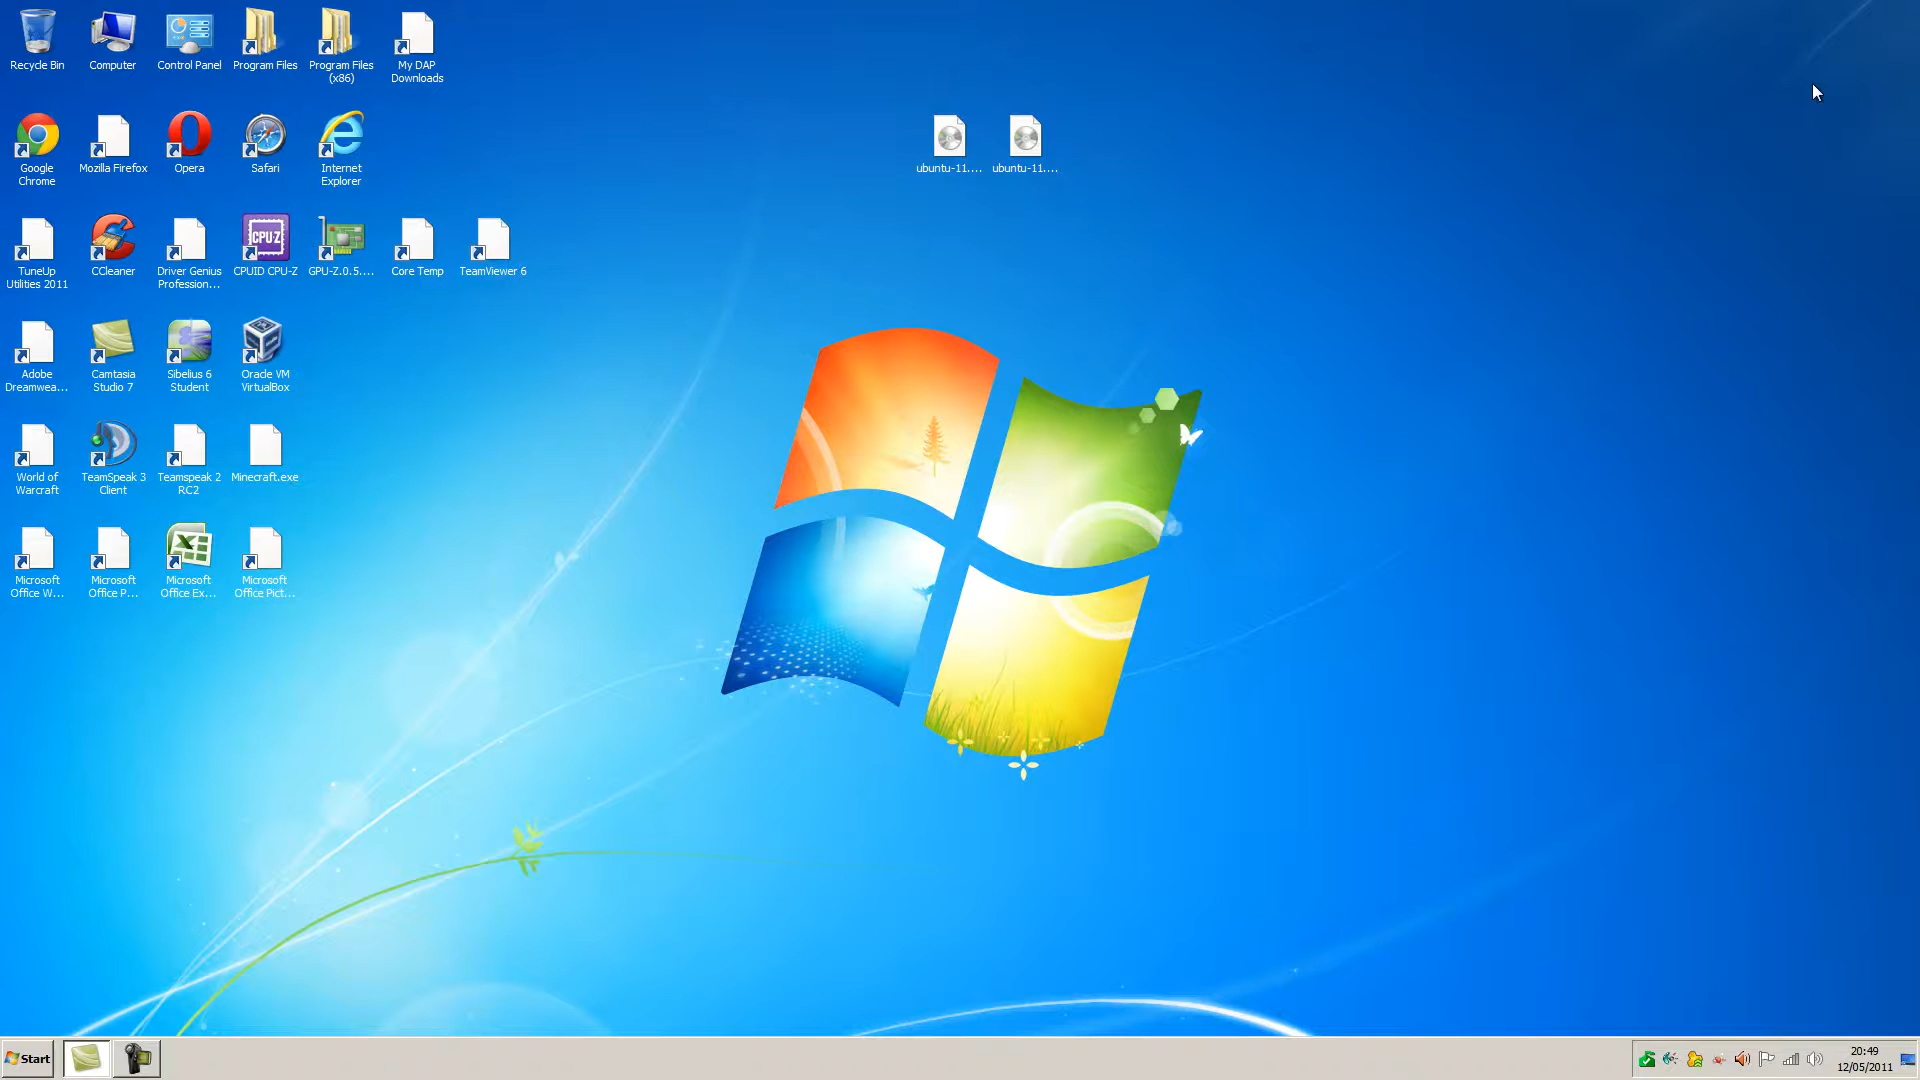 Recycle Bin
Computer
Control Panel
Program Files
Program Files
(x86)
My DAP
Downloads
Google
Chrome
Mozilla Firefox
Opera
Safari
Internet
Explorer
ubuntu-11....
ubuntu-11....
TuneUp
Utilities 2011
CCleaner
Driver Genius
Profession...
CPU-Z
CPUID CPU-Z
GPU-Z.0.5....
Core Temp
TeamViewer 6
Adobe
Dreamwea...
Camtasia
Studio 7
Sibelius 6
Student
Oracle VM
VirtualBox
World of
Warcraft
TeamSpeak 3
Client
Teamspeak 2
RC2
Minecraft.exe
Microsoft
Office W...
Microsoft
Office P...
Microsoft
Office Ex...
Microsoft
Office Pict...
Start
20:49
12/05/2011